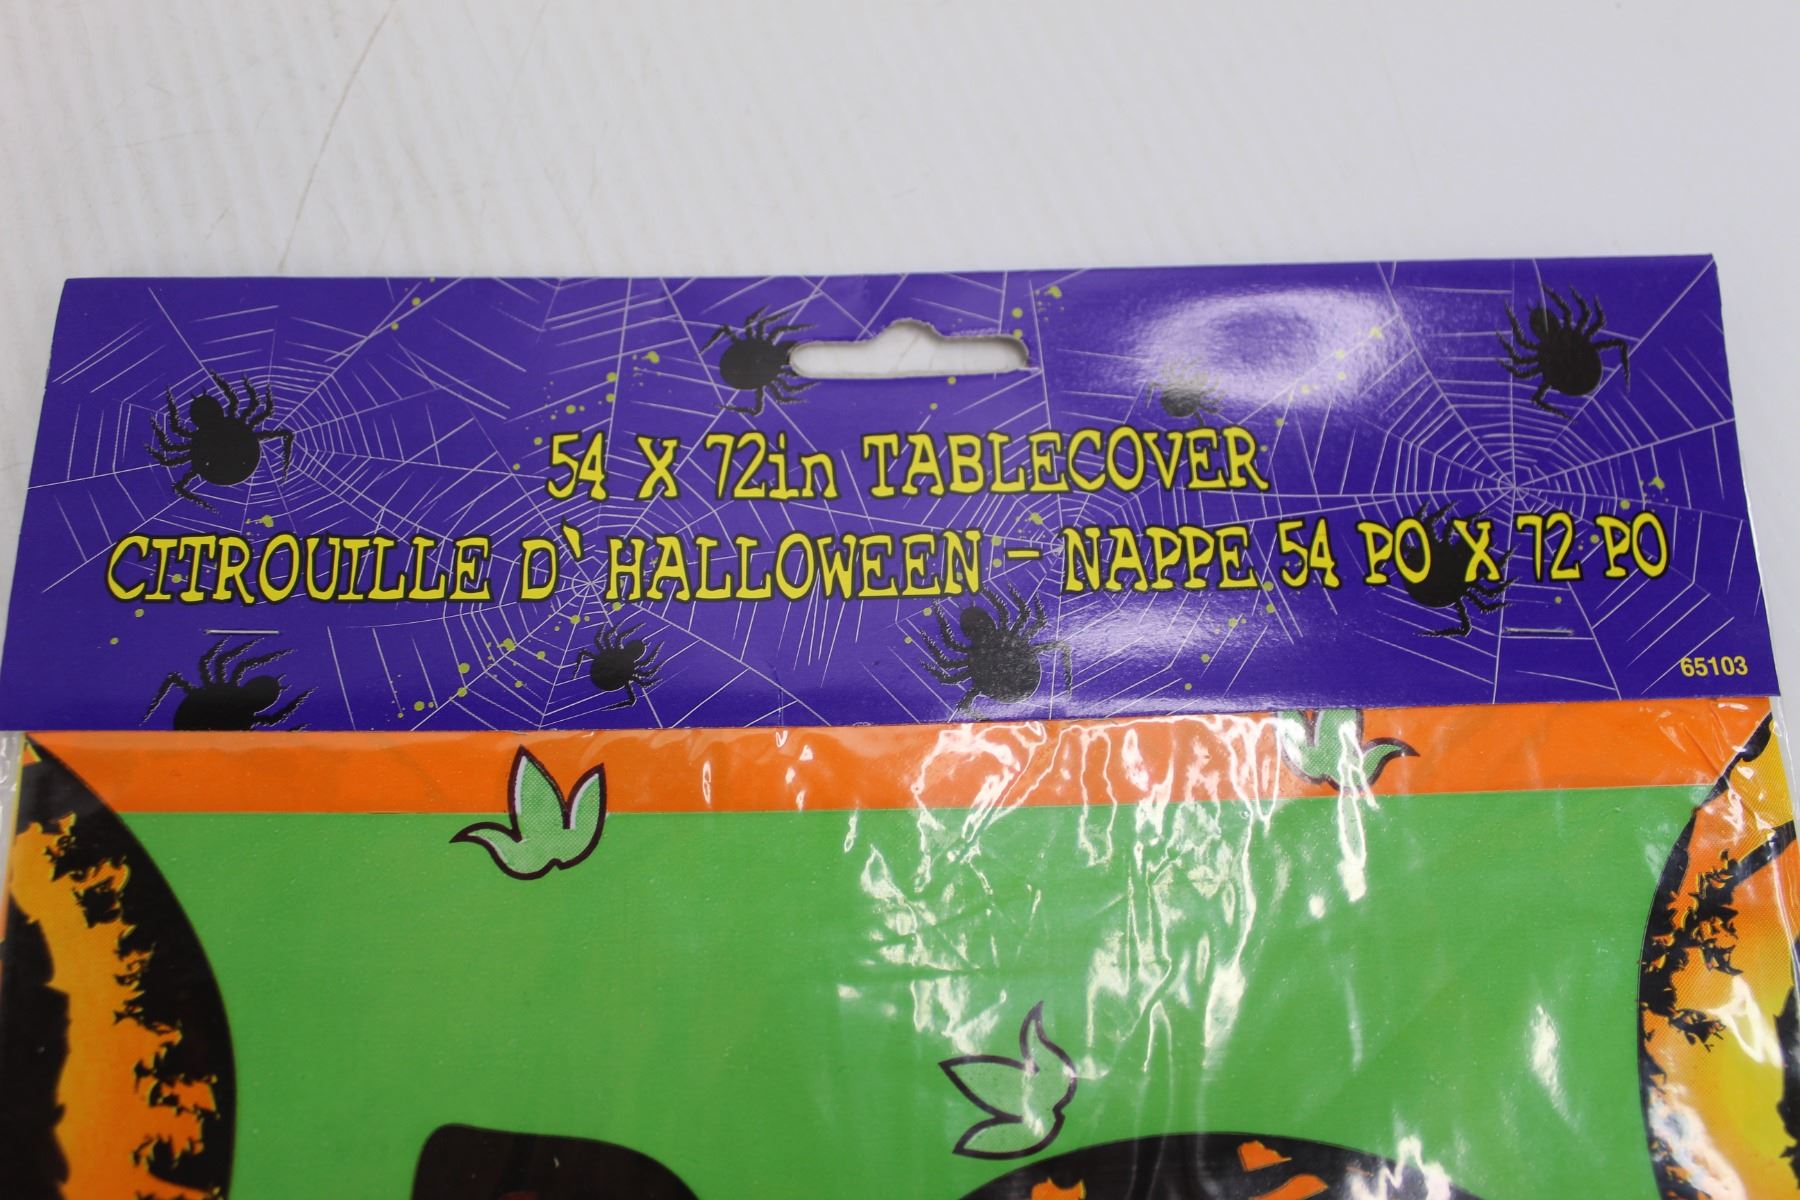 54 X 72in TABLECOVER
CITROUILLE D`HALLOWEEN - NAPPE 54 PO X 72 PO
65103